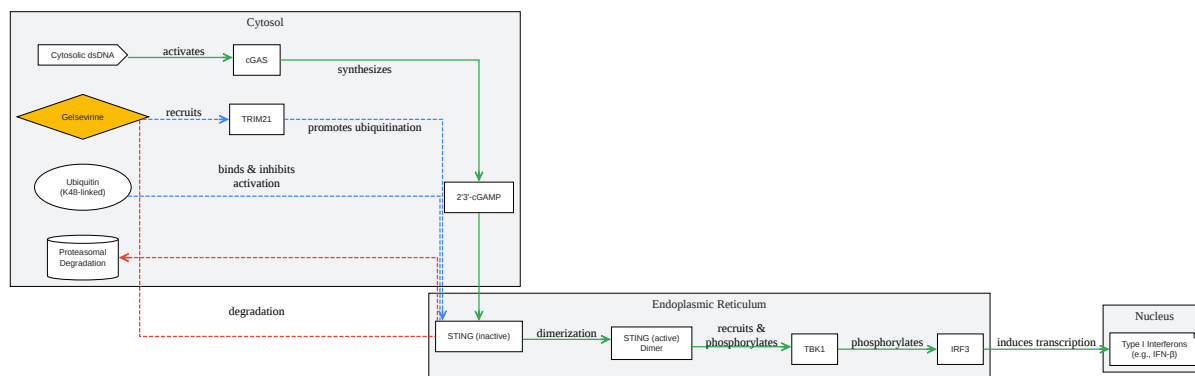 Cytosol
Cytosolic dsDNA
activates
cGAS
synthesizes
Gelsevirine
recruits
TRIM21
promotes ubiquitination
Ubiquitin
(K48-linked)
binds & inhibits
activation
2'3'-cGAMP
Proteasomal
Degradation
degradation
Endoplasmic Reticulum
STING (inactive)
dimerization
STING (active)
Dimer
recruits &
phosphorylates
TBK1
phosphorylates
IRF3
induces transcription
Nucleus
Type I Interferons
(e.g., IFN-β)